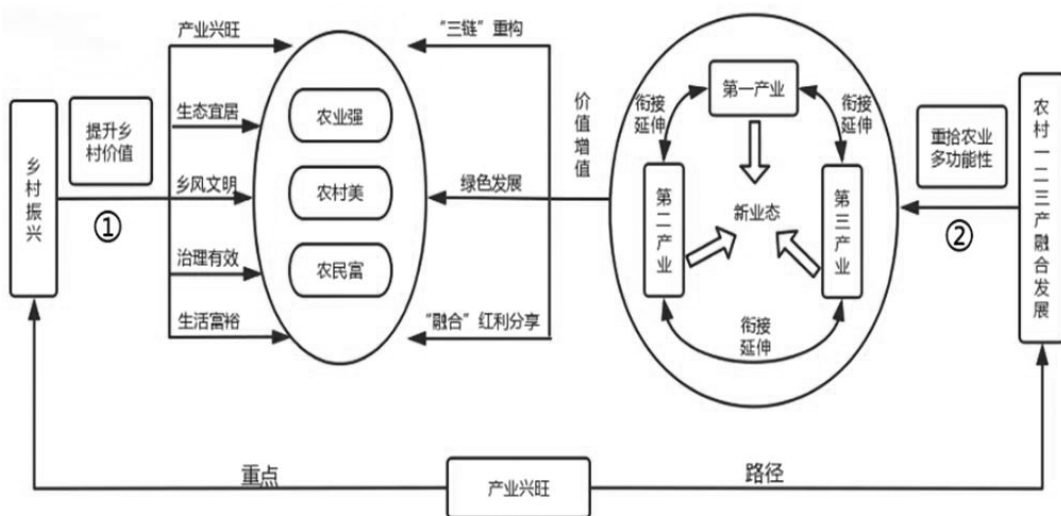 乡村振兴
提升乡
村价值
①
产业兴旺
生态宜居
乡风文明
治理有效
生活富裕
农业强
农村美
农民富
“三链”重构
绿色发展
“融合”红利分享
价值增值
第一产业
衔接
延伸
衔接
延伸
第二产业
新业态
第三产业
衔接
延伸
重拾农业
多功能性
②
农村一二三产融合发展
重点
产业兴旺
路径